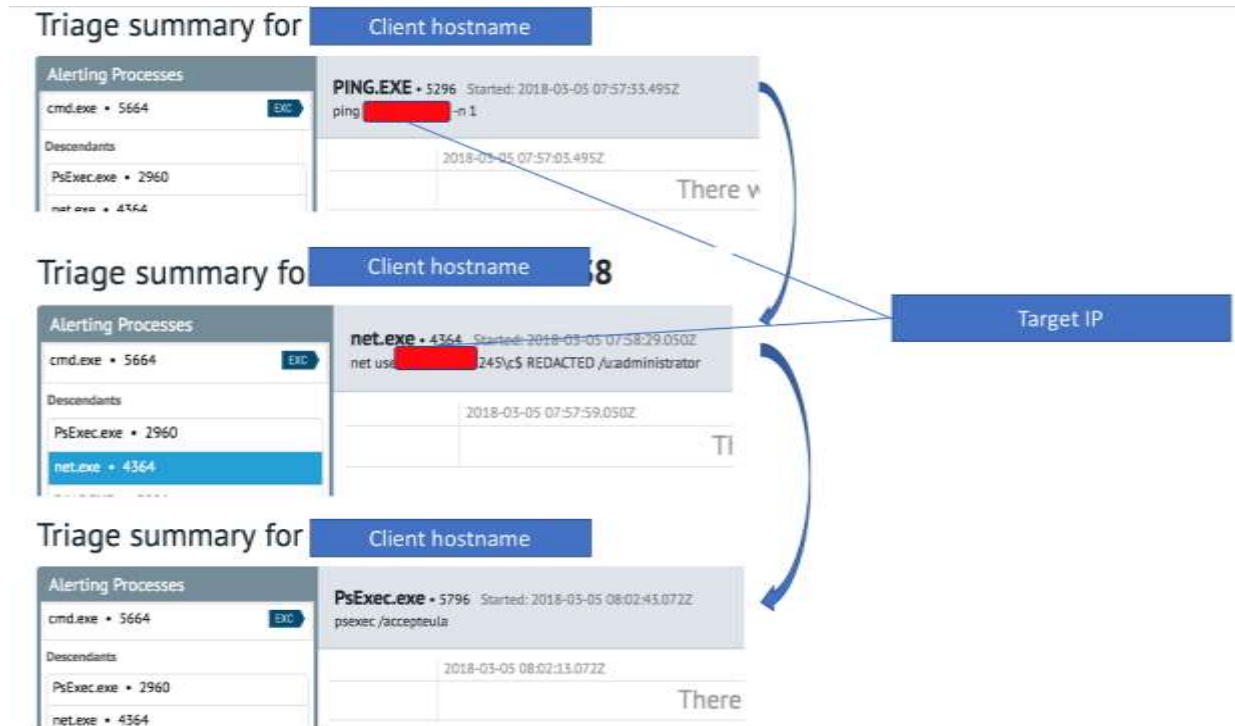 Triage summary for Client hostname
Alerting Processes
cmd.exe • 5664 EXC
Descendants
PsExec.exe • 2960
net.exe • 4364
PING.EXE • 5296 Started: 2018-03-05 07:57:33.495Z
ping -n 1
2018-03-05 07:57:03.495Z
There w
Triage summary fo Client hostname 8
Alerting Processes
cmd.exe • 5664 EXC
Descendants
PsExec.exe • 2960
net.exe • 4364
net.exe • 4364 Started: 2018-03-05 07:58:29.050Z
net use 245\c$ REDACTED /u:administrator
2018-03-05 07:57:59.050Z
Th
Target IP
Triage summary for Client hostname
Alerting Processes
cmd.exe • 5664 EXC
Descendants
PsExec.exe • 2960
net.exe • 4364
PsExec.exe • 5796 Started: 2018-03-05 08:02:43.072Z
psexec /accepteula
2018-03-05 08:02:13.072Z
There